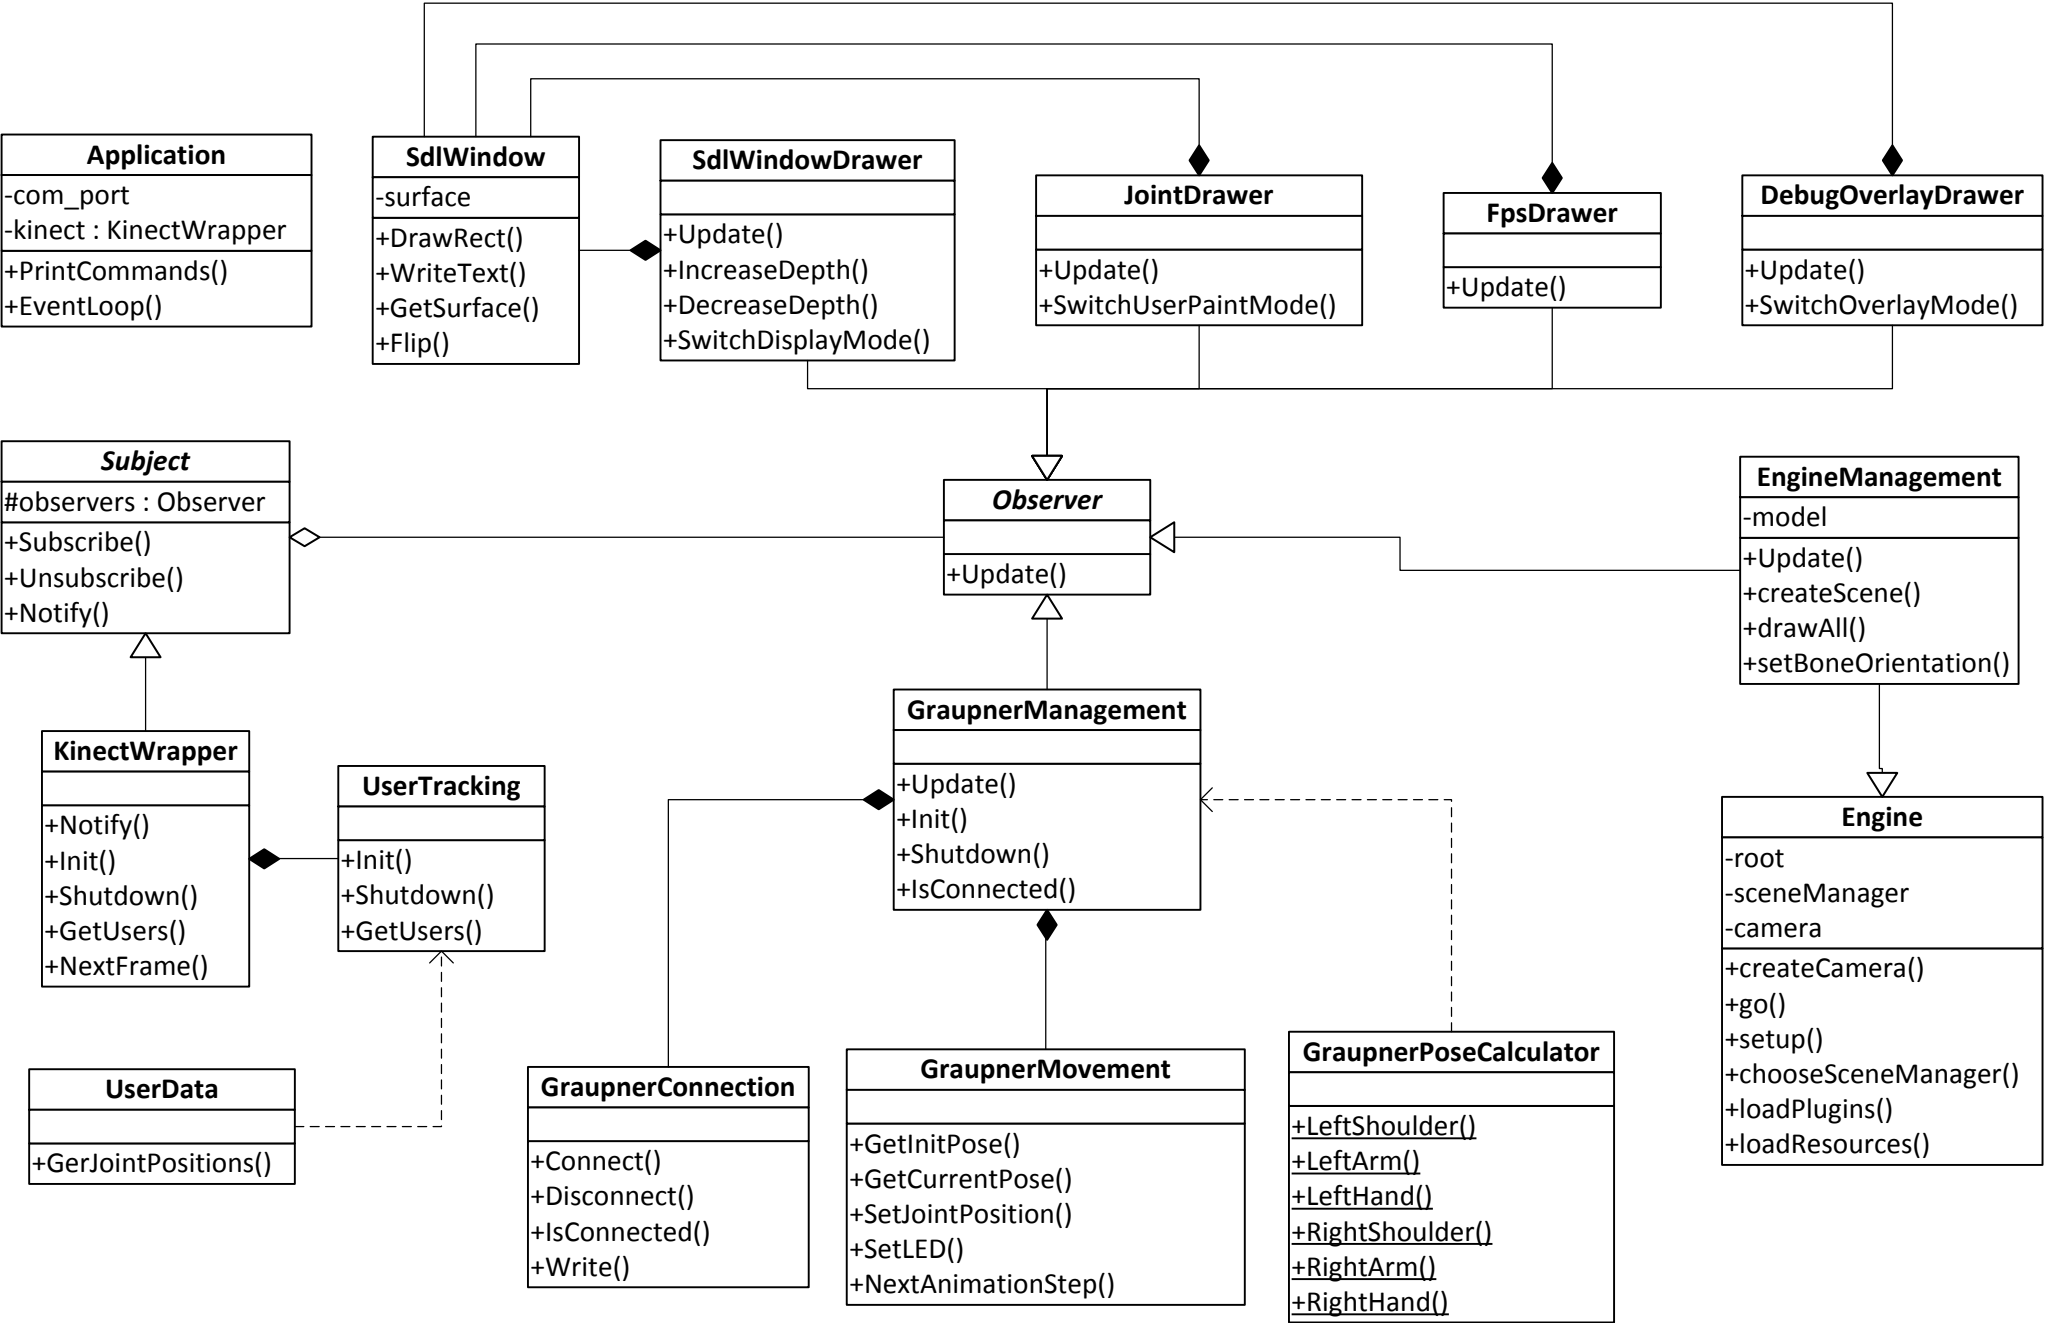 Application
-com_port
-kinect : KinectWrapper
+PrintCommands()
+EventLoop()
SdlWindow
-surface
+DrawRect()
+WriteText()
+GetSurface()
+Flip()
SdlWindowDrawer
+Update()
+IncreaseDepth()
+DecreaseDepth()
+SwitchDisplayMode()
JointDrawer
+Update()
+SwitchUserPaintMode()
FpsDrawer
+Update()
DebugOverlayDrawer
+Update()
+SwitchOverlayMode()
Subject
#observers : Observer
+Subscribe()
+Unsubscribe()
+Notify()
Observer
+Update()
EngineManagement
-model
+Update()
+createScene()
+drawAll()
+setBoneOrientation()
KinectWrapper
+Notify()
+Init()
+Shutdown()
+GetUsers()
+NextFrame()
UserTracking
+Init()
+Shutdown()
+GetUsers()
GraupnerManagement
+Update()
+Init()
+Shutdown()
+IsConnected()
Engine
-root
-sceneManager
-camera
+createCamera()
+go()
+setup()
+chooseSceneManager()
+loadPlugins()
+loadResources()
UserData
+GerJointPositions()
GraupnerConnection
+Connect()
+Disconnect()
+IsConnected()
+Write()
GraupnerMovement
+GetInitPose()
+GetCurrentPose()
+SetJointPosition()
+SetLED()
+NextAnimationStep()
GraupnerPoseCalculator
+LeftShoulder()
+LeftArm()
+LeftHand()
+RightShoulder()
+RightArm()
+RightHand()